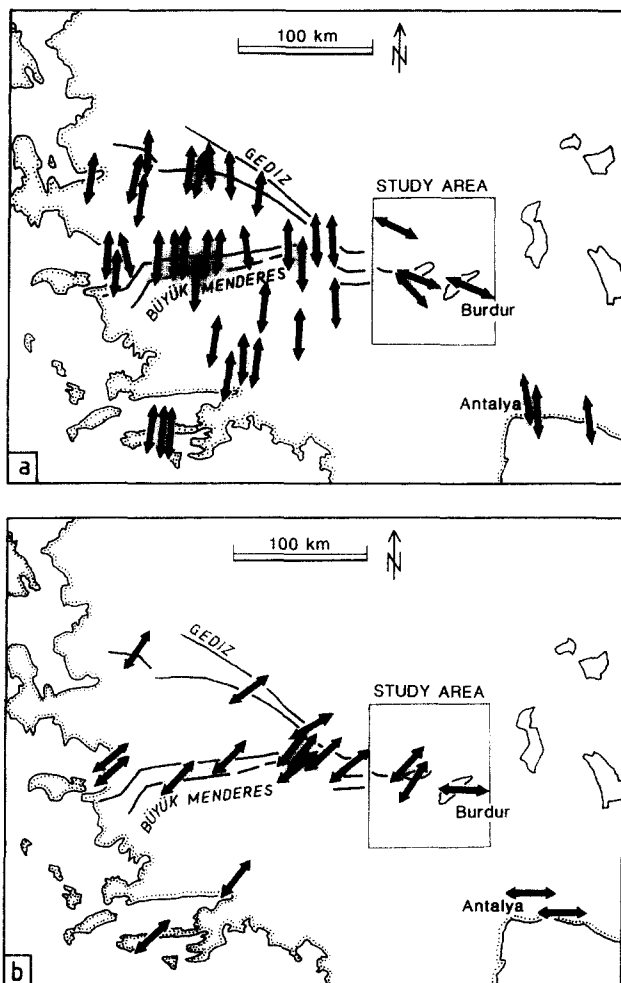 100 km
N
GEDIZ
STUDY AREA
BÜYÜK MENDERES
Burdur
Antalya
a
100 km
N
GEDIZ
STUDY AREA
BÜYÜK MENDERES
Burdur
Antalya
b